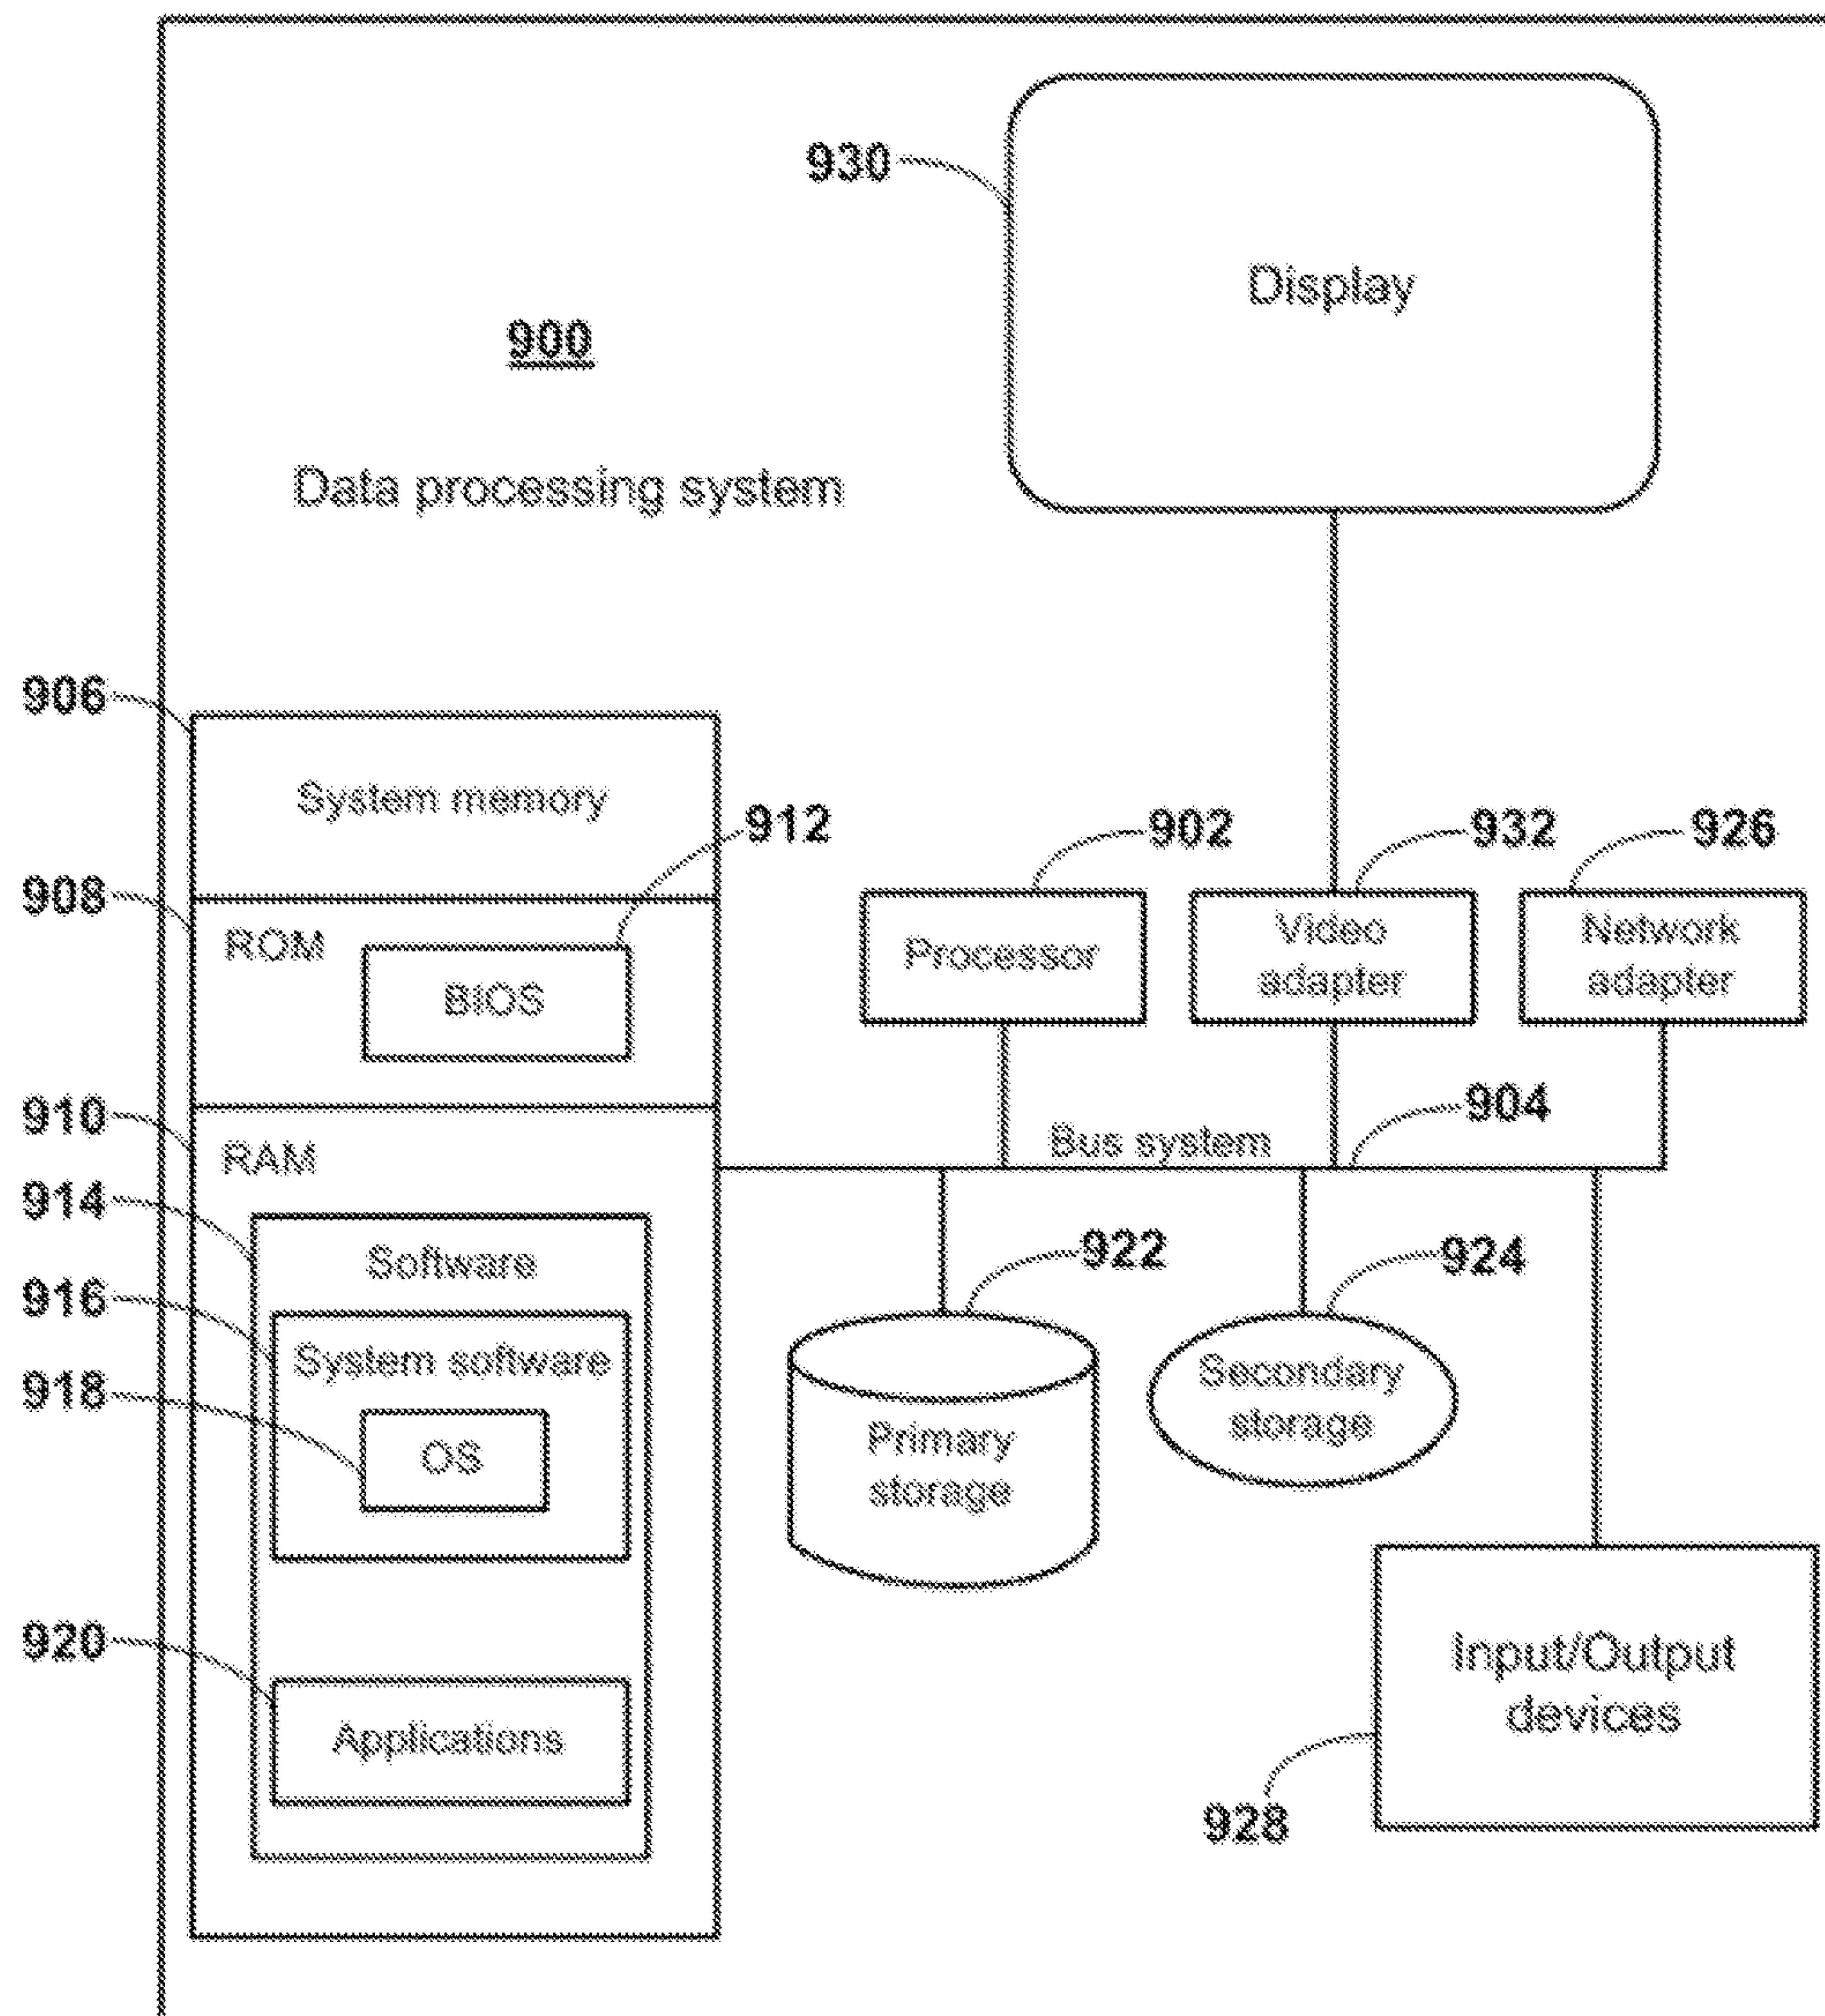 930
Display
900
Data processing system
906
System memory
912
902
932
926
908
ROM
BIOS
Processor
Video
adapter
Network
adapter
910
RAM
Bus system
904
914
Software
922
924
916
System software
918
OS
Primary
storage
Secondary
storage
920
Applications
Input/Output
devices
928